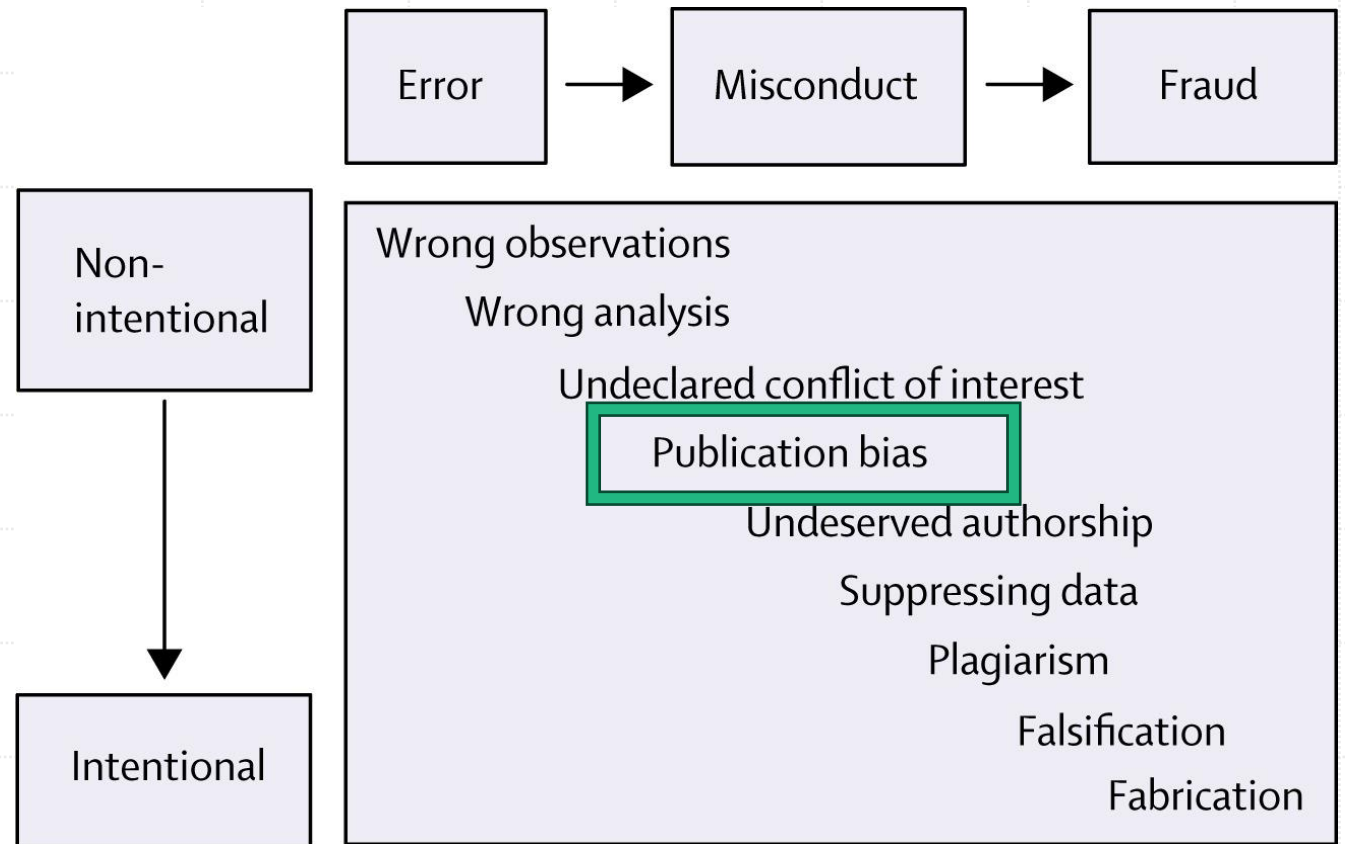 Error
Misconduct
Fraud
Non-
intentional
Wrong observations
Wrong analysis
Undeclared conflict of interest
Publication bias
Undeserved authorship
Suppressing data
Plagiarism
Falsification
Intentional
Fabrication